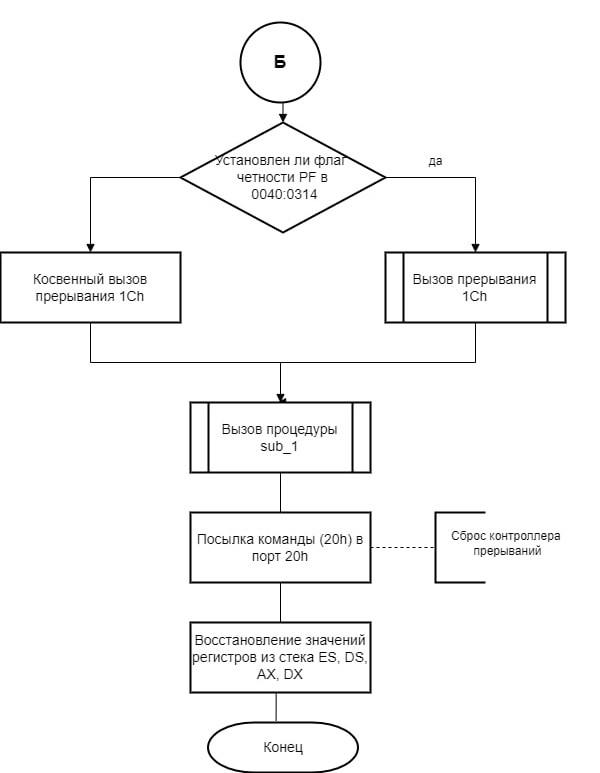 Б
Установлен ли флаг
четности PF в
0040:0314
да
Косвенный вызов
прерывания 1Ch
Вызов прерывания
1Ch
Вызов процедуры
sub_1
Посылка команды (20h) в
порт 20h
Сброс контроллера
прерываний
Восстановление значений
регистров из стека ES, DS,
AX, DX
Конец